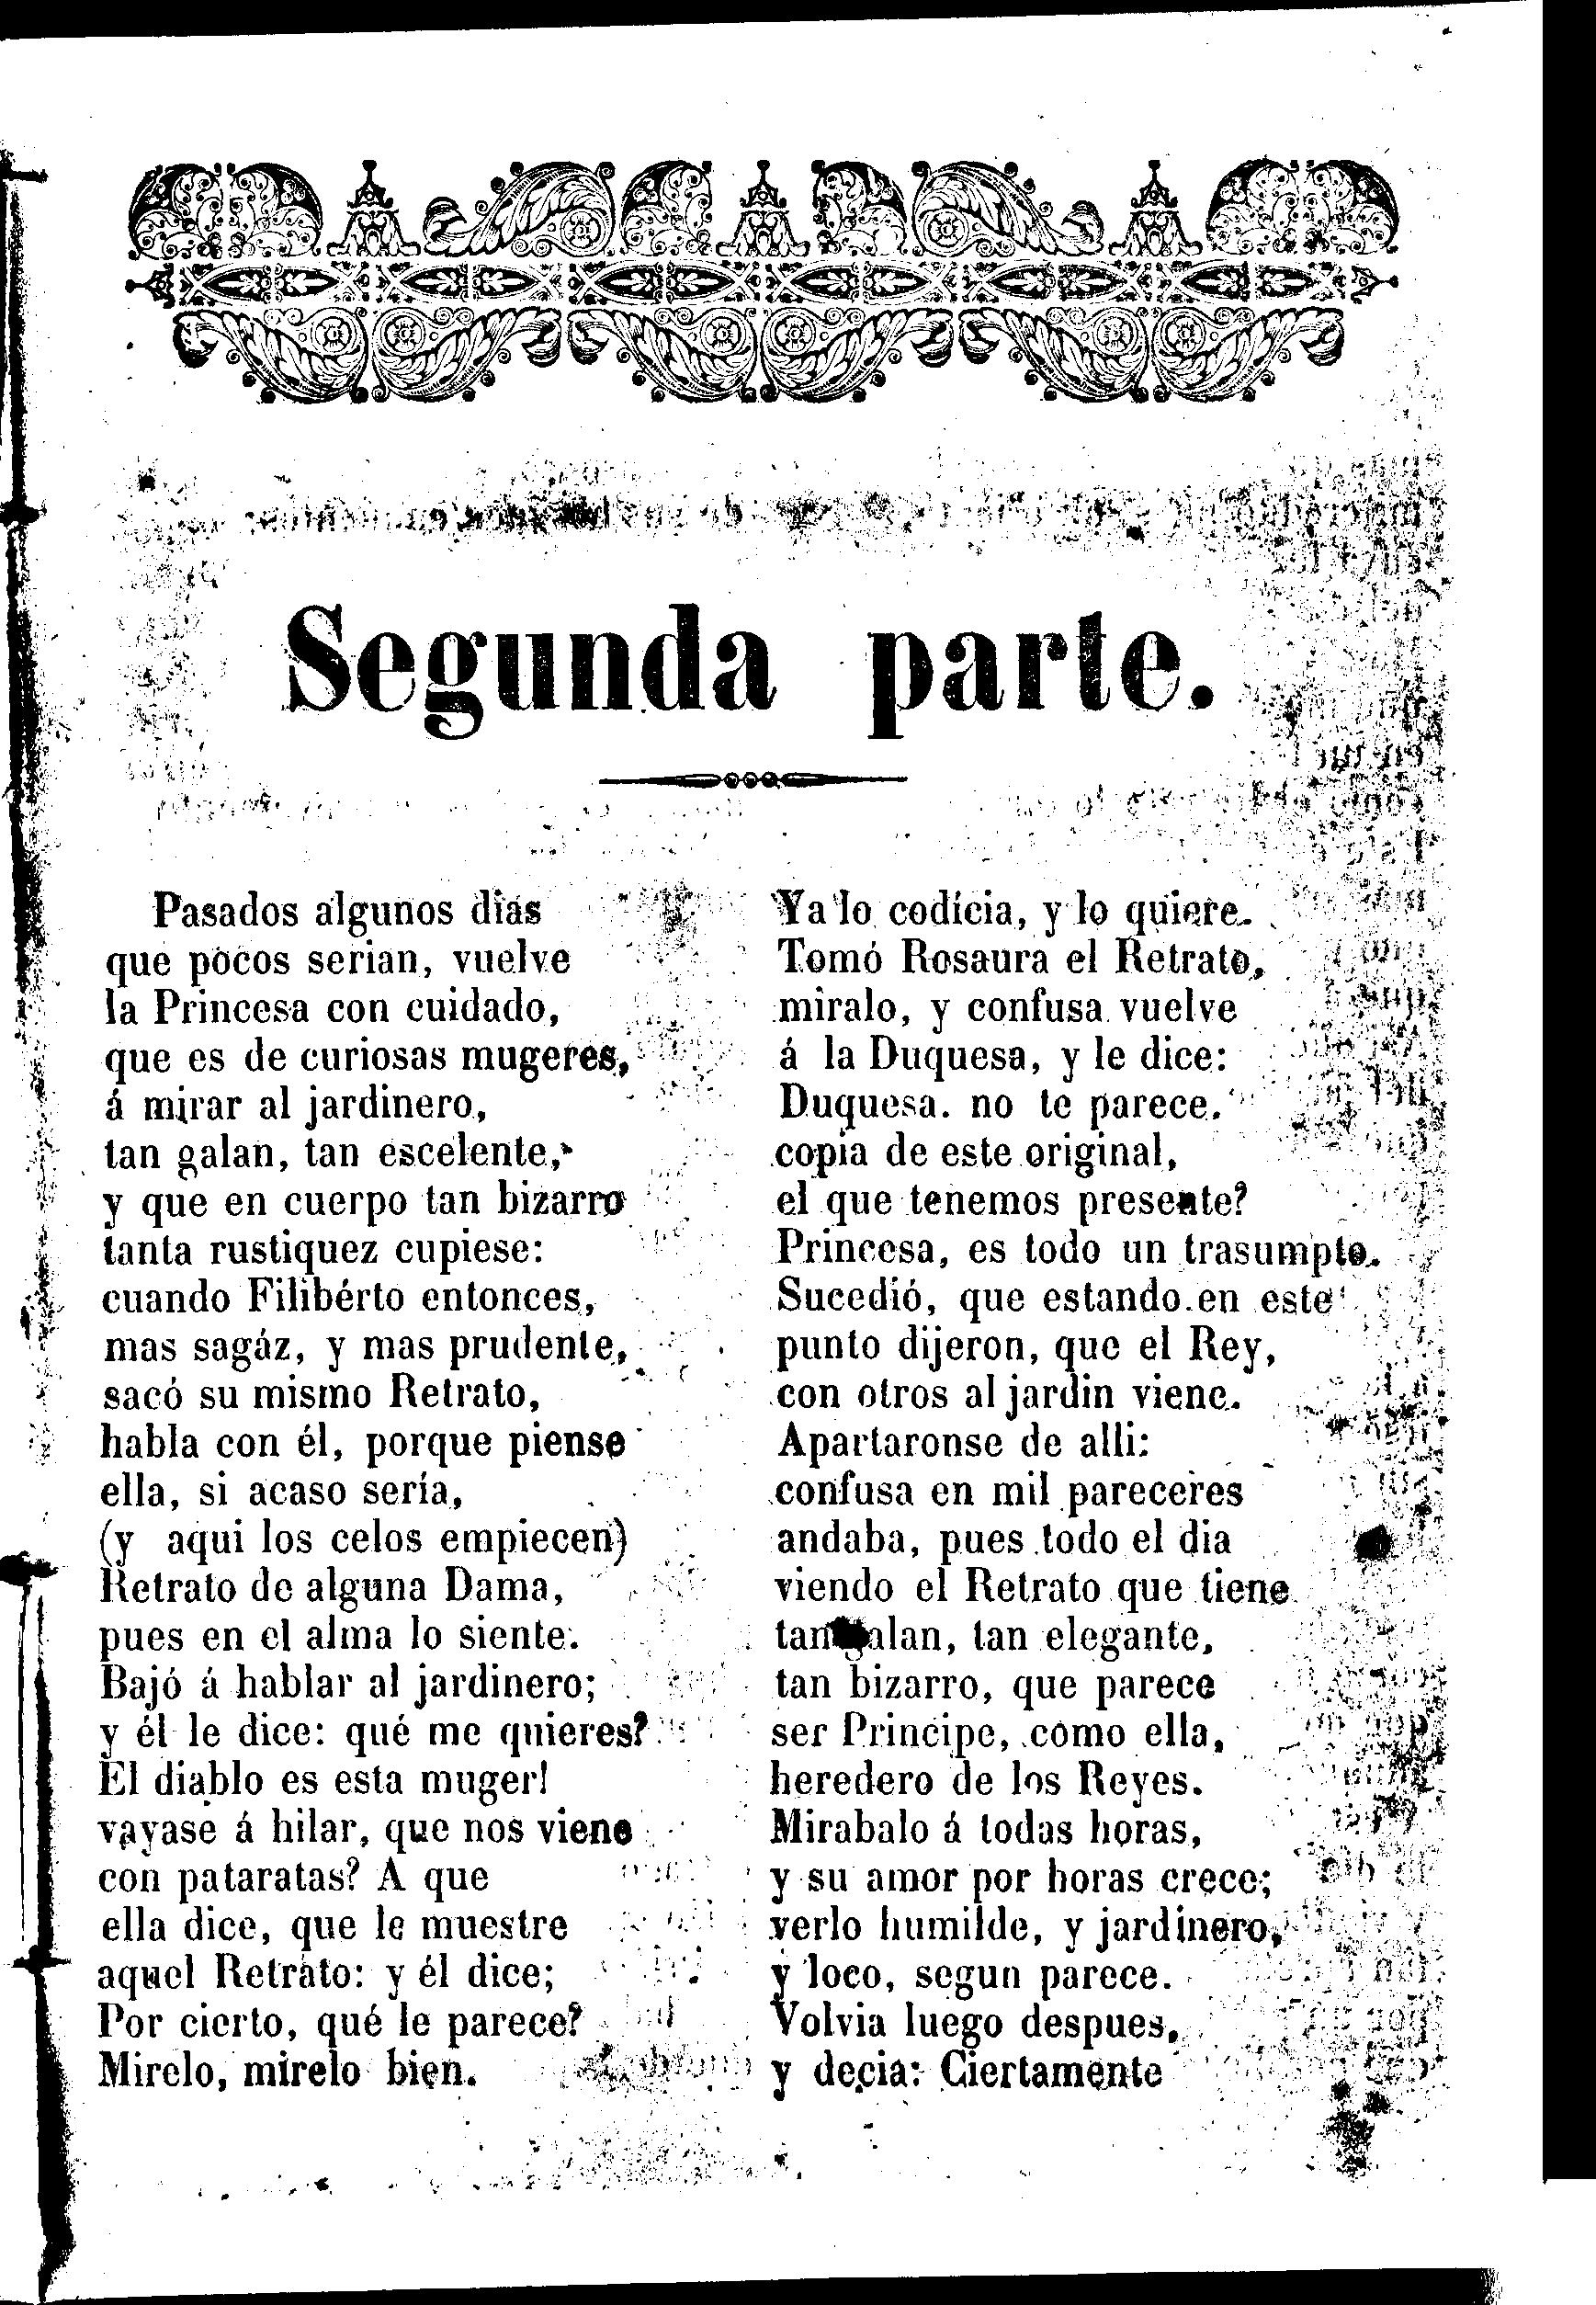 Segunda parte.
Pasados algunos dias
que pocos serian, vuelve
la Princesa con cuidado,
que es de curiosas mugeres,
á mirar al jardinero,
tan galan, tan escelente,
y que en cuerpo tan bizarro
tanta rustiquez cupiese:
cuando Filibérto entonces,
mas sagáz, y mas prudente,
sacó su mismo Retrato,
habla con él, porque piense
ella, si acaso sería,
(y aqui los celos empiecen)
Retrato de alguna Dama,
pues en el alma lo siente.
Bajó á hablar al jardinero;
y él le dice: qué me quieres?
El diablo es esta muger!
vayase á hilar, que nos viene
con pataratas? A que
ella dice, que le muestre
aquel Retrato: y él dice;
Por cierto, qué le parece?
Mirelo, mirelo bien.
Ya lo codicia, y lo quiere.
Tomó Rosaura el Retrato,
miralo, y confusa vuelve
á la Duquesa, y le dice:
Duquesa. no te parece.
copia de este original,
el que tenemos presente?
Princesa, es todo un trasumpto.
Sucedió, que estando en este
punto dijeron, que el Rey,
con otros al jardin viene.
Apartaronse de alli:
confusa en mil pareceres
andaba, pues todo el dia
viendo el Retrato que tiene
tan galan, tan elegante,
tan bizarro, que parece
ser Principe, como ella,
heredero de los Reyes.
Mirabalo á todas horas,
y su amor por horas crece;
verlo humilde, y jardinero,
y loco, segun parece.
Volvia luego despues,
y decia: Ciertamente